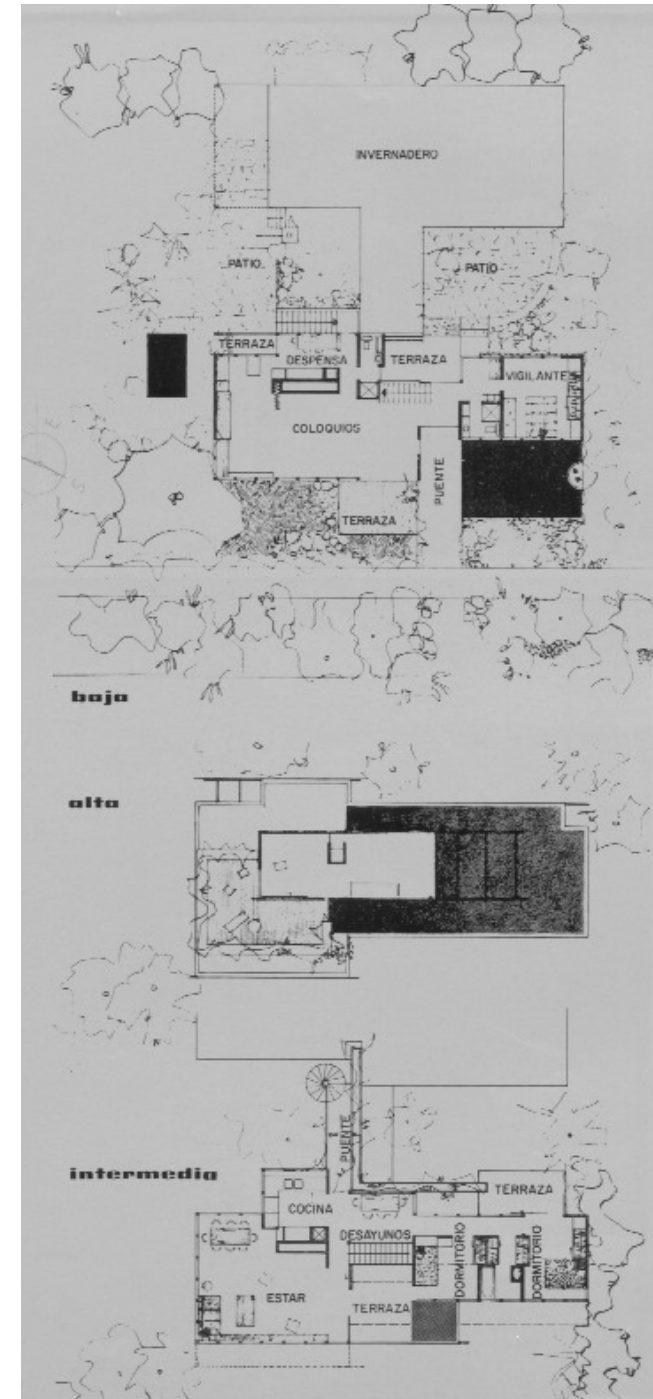 INVERNADERO
PATIO
PATIO
TERRAZA
DESPENSA
TERRAZA
VIGILANTE
COLOQUIOS
PUENTE
TERRAZA
baja
alta
PUENTE
intermedia
TERRAZA
COCINA
DESAYUNOS
DORMITORIO
DORMITORIO
ESTAR
TERRAZA